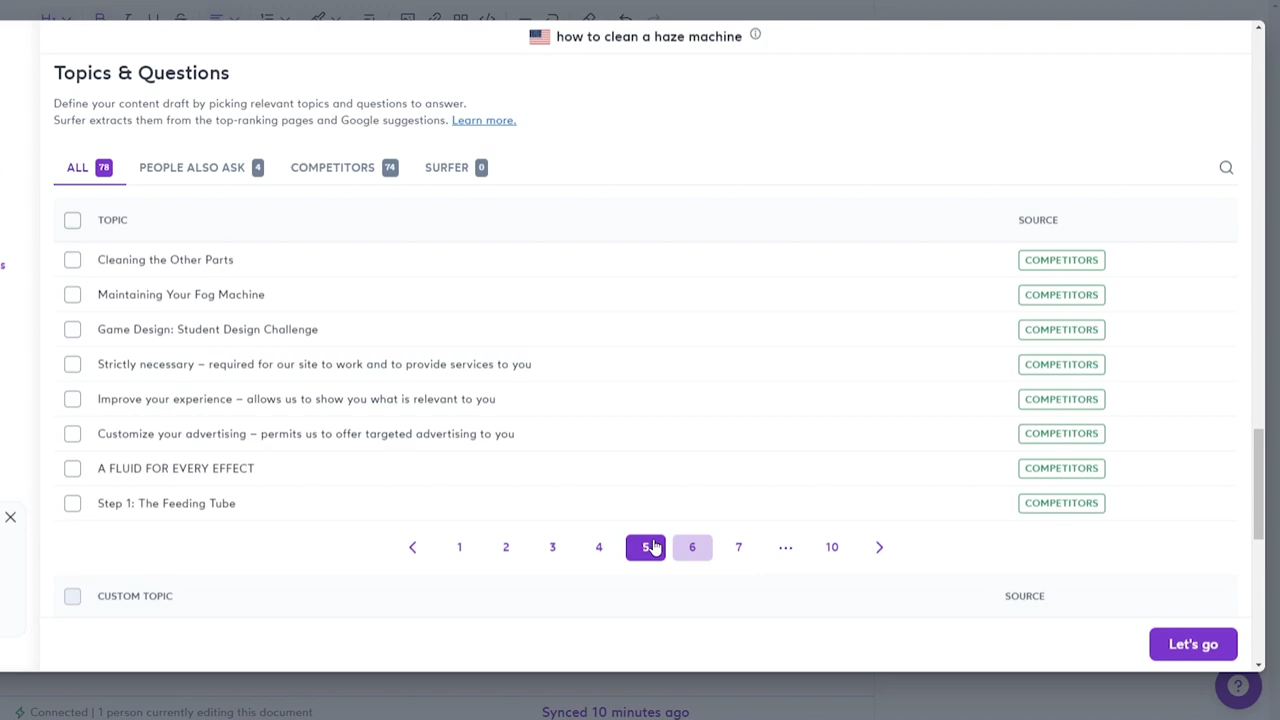 how to clean a haze machine
Topics & Questions
Define your content draft by picking relevant topics and questions to answer.
Surfer extracts them from the top-ranking pages and Google suggestions. Learn more.
ALL 78 PEOPLE ALSO ASK 4 COMPETITORS 74 SURFER 0
TOPIC SOURCE
Cleaning the Other Parts COMPETITORS
Maintaining Your Fog Machine COMPETITORS
Game Design: Student Design Challenge COMPETITORS
Strictly necessary – required for our site to work and to provide services to you COMPETITORS
Improve your experience – allows us to show you what is relevant to you COMPETITORS
Customize your advertising – permits us to offer targeted advertising to you COMPETITORS
A FLUID FOR EVERY EFFECT COMPETITORS
Step 1: The Feeding Tube COMPETITORS
1 2 3 4 5 6 7 ... 10
CUSTOM TOPIC SOURCE
Let's go
?
Connected | 1 person currently editing this document Synced 10 minutes ago